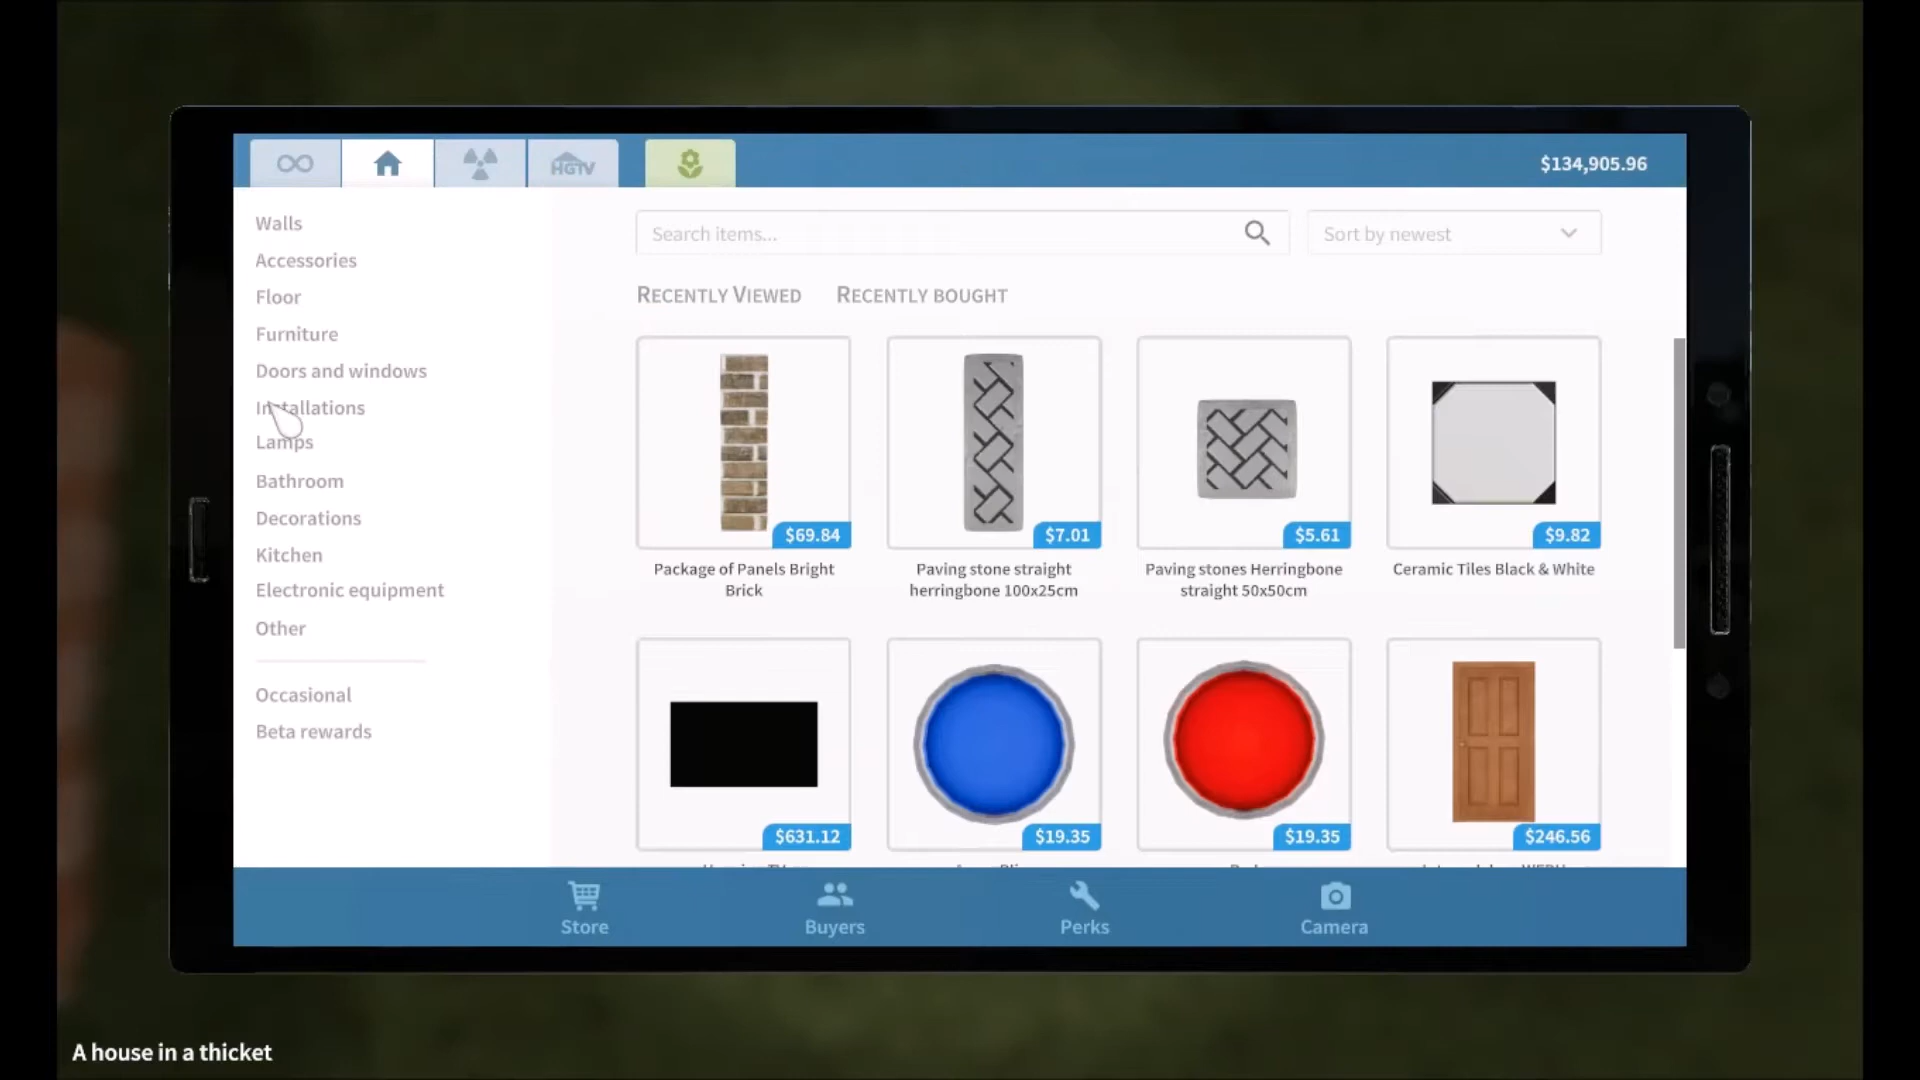 HGTV
$134,905.96
Walls
Accessories
Floor
Furniture
Doors and windows
Installations
Lamps
Bathroom
Decorations
Kitchen
Electronic equipment
Other
Occasional
Beta rewards
Search items...
Sort by newest
RECENTLY VIEWED RECENTLY BOUGHT
$69.84
$7.01
$5.61
$9.82
Package of Panels Bright
Brick
Paving stone straight
herringbone 100x25cm
Paving stones Herringbone
straight 50x50cm
Ceramic Tiles Black & White
$631.12
$19.35
$19.35
$246.56
Store
Buyers
Perks
Camera
A house in a thicket